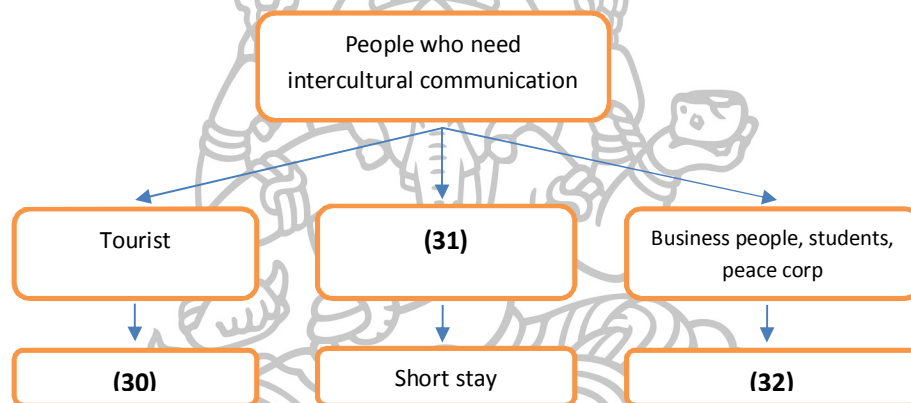 People who need
intercultural communication
Tourist
(31)
Business people, students,
peace corp
(30)
Short stay
(32)